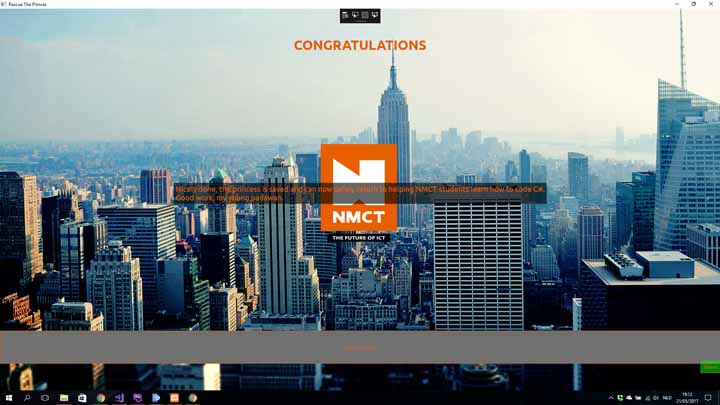 Rescue The Princes
CONGRATULATIONS
Nicely done, the princess is saved and can now safely return to helping NMCT students learn how to code C#.
Good work, my young padawan.
NMCT
THE FUTURE OF ICT
NLD
19:12
21/05/2017